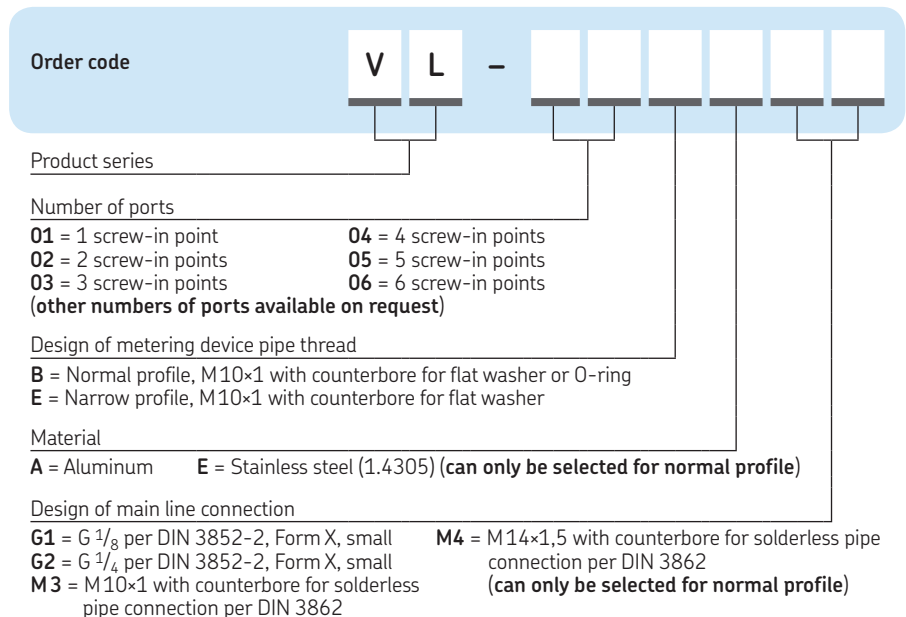 Order code V L –
Product series
Number of ports
01 = 1 screw-in point 04 = 4 screw-in points
02 = 2 screw-in points 05 = 5 screw-in points
03 = 3 screw-in points 06 = 6 screw-in points
(other numbers of ports available on request)
Design of metering device pipe thread
B = Normal profile, M10×1 with counterbore for flat washer or O-ring
E = Narrow profile, M10×1 with counterbore for flat washer
Material
A = Aluminum E = Stainless steel (1.4305) (can only be selected for normal profile)
Design of main line connection
G1 = G 1/8 per DIN 3852-2, Form X, small
G2 = G 1/4 per DIN 3852-2, Form X, small
M3 = M10×1 with counterbore for solderless
pipe connection per DIN 3862
M4 = M14×1,5 with counterbore for solderless pipe
connection per DIN 3862
(can only be selected for normal profile)